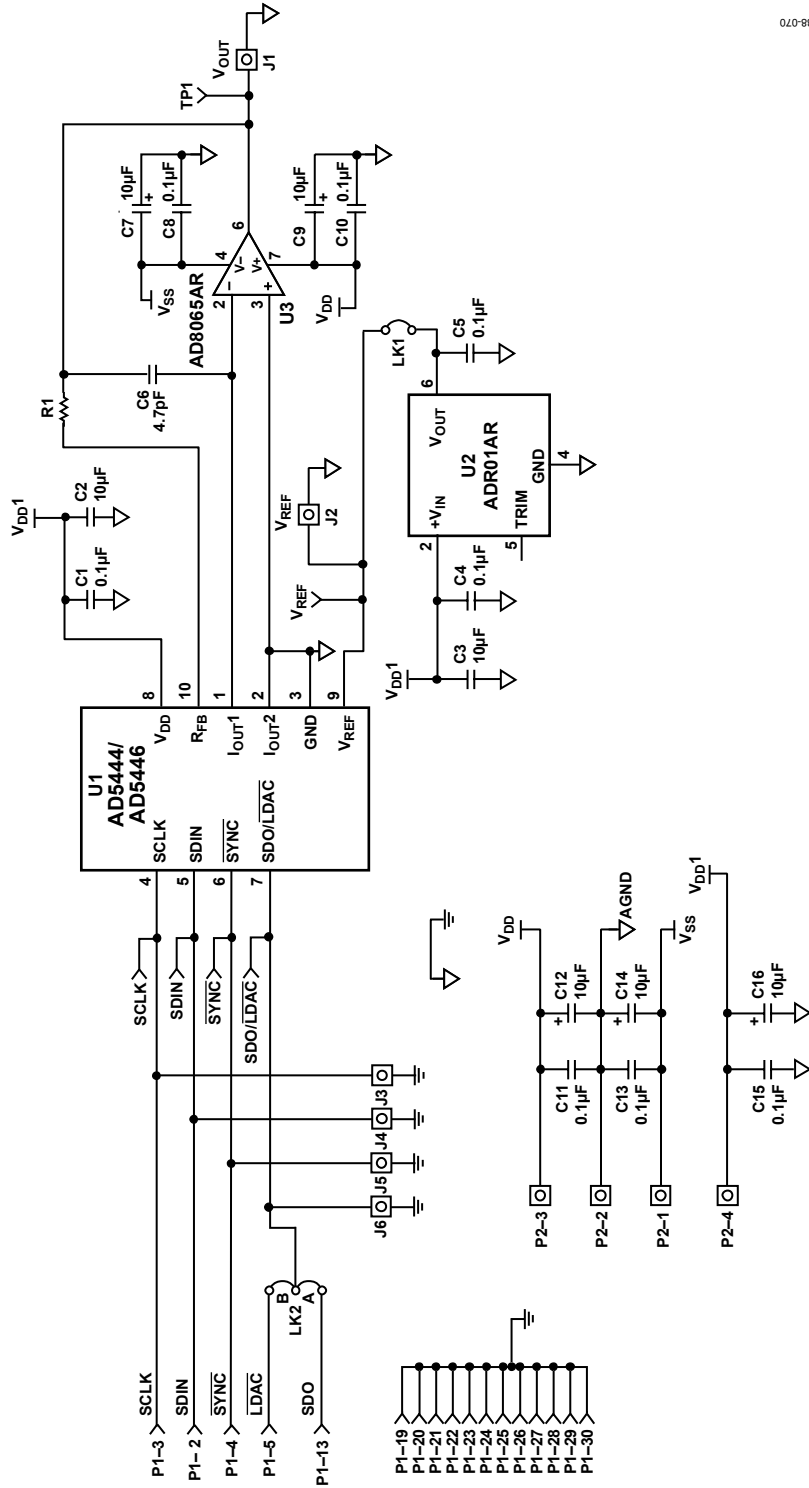 8-070
VDD1
C1
0.1µF
C2
10µF
R1
C6
4.7pF
TP1
VOUT
J1
C7
10µF
+
C8
0.1µF
VSS
4
V–
AD8065AR
2
–
3
+
6
V+
7
U3
VDD
C9
10µF
+
C10
0.1µF
U1
AD5444/
AD5446
SCLK
4
SCLK
VDD
8
SDIN
5
SDIN
RFB
10
SYNC
6
SYNC
IOUT1
1
SDO/LDAC
7
SDO/LDAC
IOUT2
2
GND
3
VREF
9
VREF
VREF
J2
LK1
VDD1
C3
10µF
C4
0.1µF
2
+VIN
VOUT
6
U2
ADR01AR
5
TRIM
GND
4
C5
0.1µF
P1–3
SCLK
P1– 2
SDIN
P1–4
SYNC
P1–5
LDAC
P1–13
SDO
B
LK2
A
J6
J5
J4
J3
P1–19
P1–20
P1–21
P1–22
P1–23
P1–24
P1–25
P1–26
P1–27
P1–28
P1–29
P1–30
P2–3
VDD
C11
0.1µF
+
C12
10µF
P2–2
AGND
C13
0.1µF
+
C14
10µF
P2–1
VSS
P2–4
VDD1
C15
0.1µF
+
C16
10µF